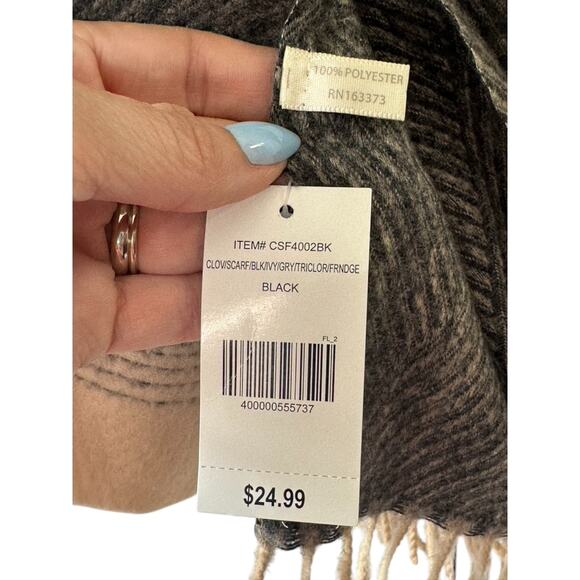 100% POLYESTER
RN163373
ITEM# CSF4002BK
CLOV/SCARF/BLK/IVY/GRY/TRICLOR/FRNDGE
BLACK
FL_2
400000555737
$24.99